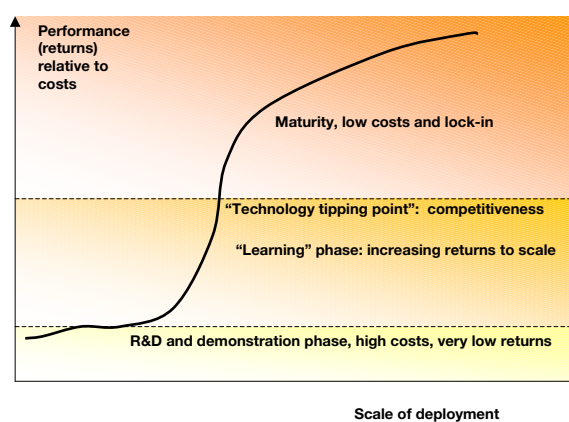 Performance
(returns)
relative to
costs
Maturity, low costs and lock-in
“Technology tipping point”:  competitiveness
“Learning” phase: increasing returns to scale
R&D and demonstration phase, high costs, very low returns
Scale of deployment